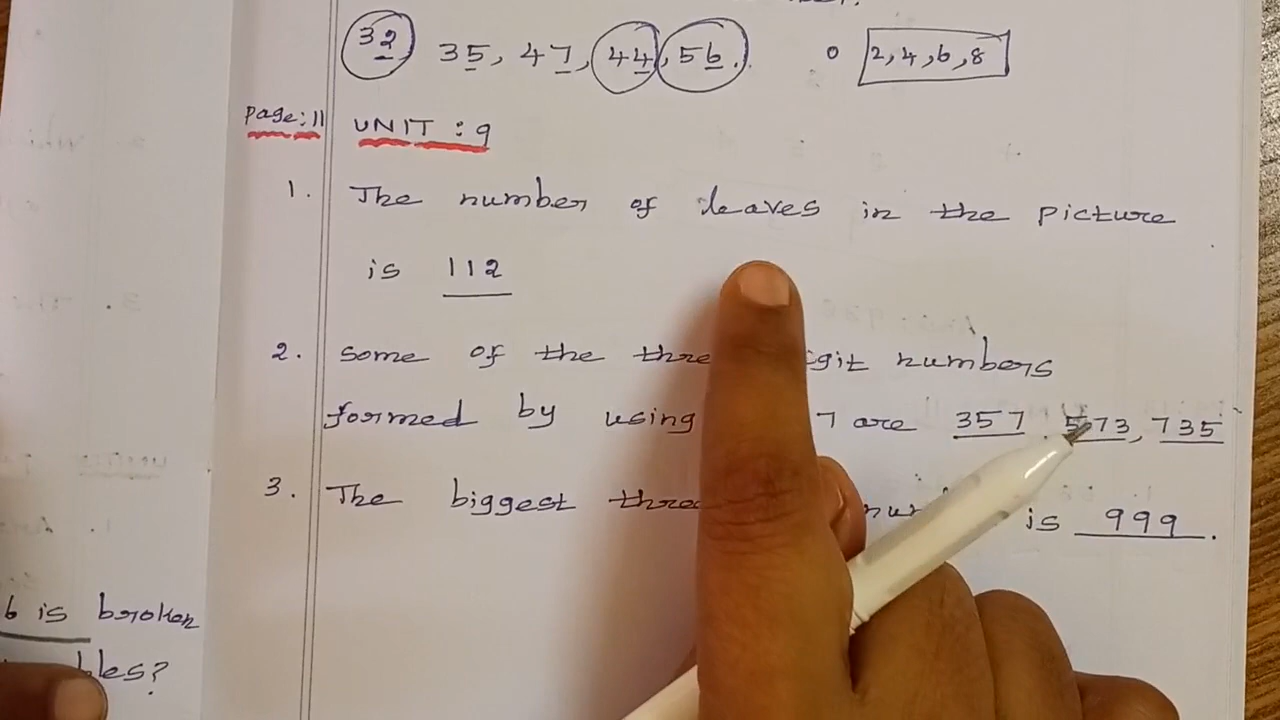 32 35, 47, 44, 56. 0 2,4,6,8
Page:11 UNIT : 9
1. The number of leaves in the picture
is 112
2. some of the numbers
formed by using 7 are 357 573, 735
3. The biggest is 999.
6 is broken